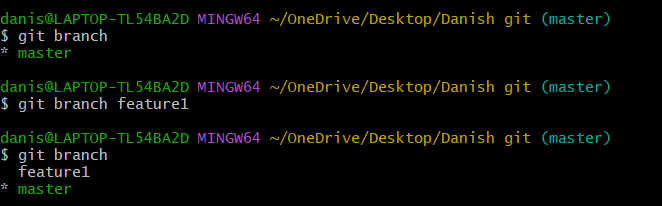 danis@LAPTOP-TL54BA2D MINGW64 ~/OneDrive/Desktop/Danish git (master)
$ git branch
* master
danis@LAPTOP-TL54BA2D MINGW64 ~/OneDrive/Desktop/Danish git (master)
$ git branch feature1
danis@LAPTOP-TL54BA2D MINGW64 ~/OneDrive/Desktop/Danish git (master)
$ git branch
  feature1
* master